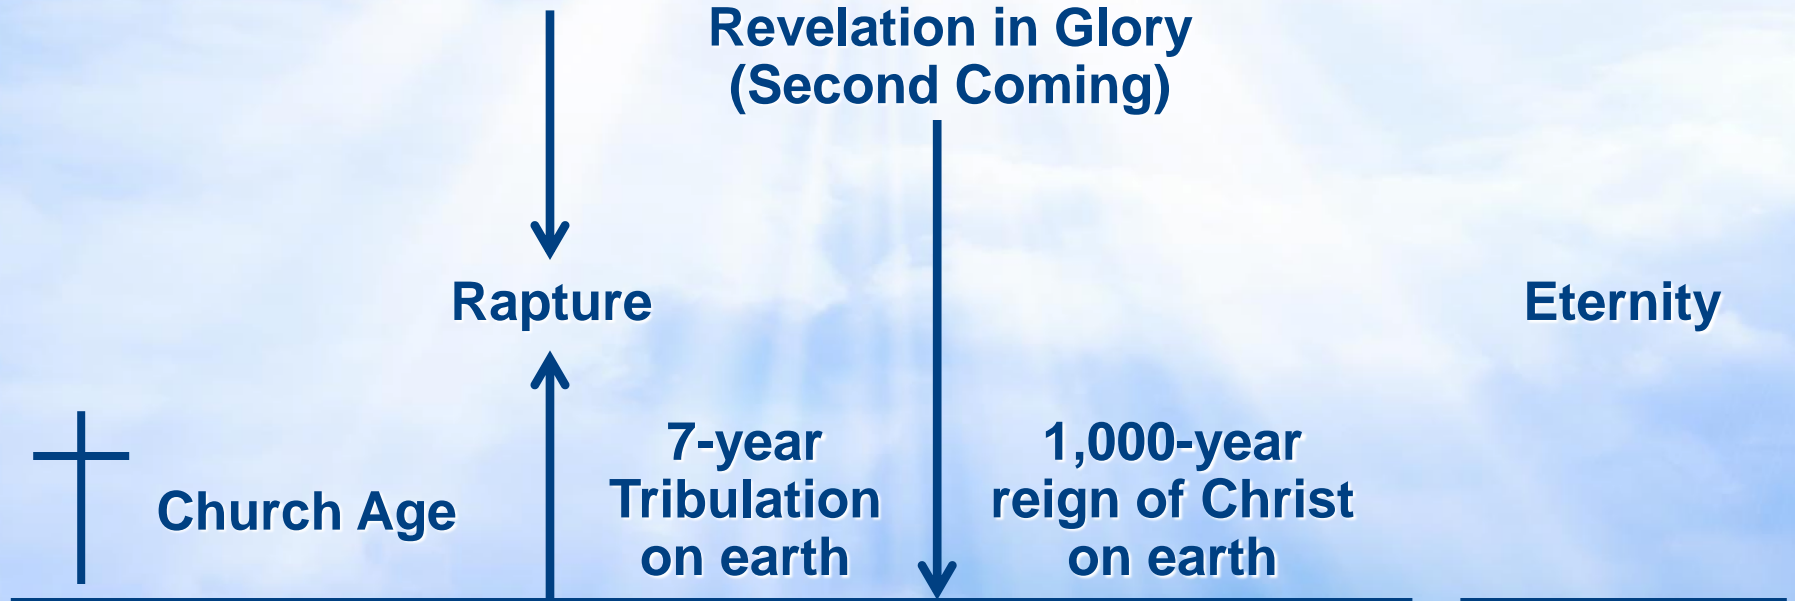 Revelation in Glory
(Second Coming)
Rapture
Eternity
Church Age
7-year
Tribulation
on earth
1,000-year
reign of Christ
on earth